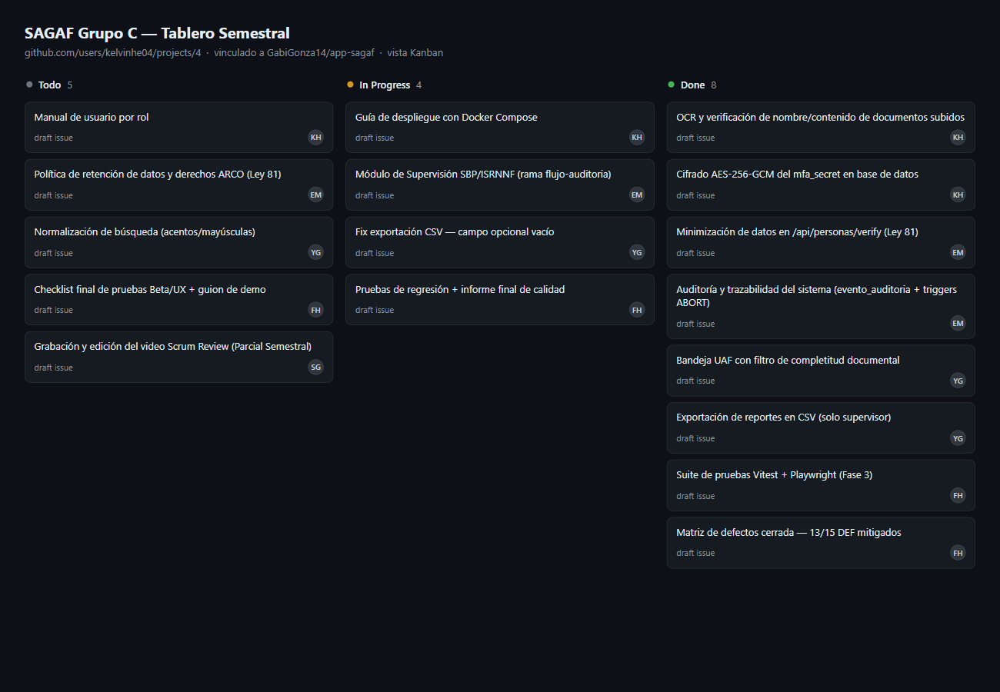 SAGAF Grupo C — Tablero Semestral
github.com/users/kelvinhe04/projects/4 · vinculado a GabiGonza14/app-sagaf · vista Kanban
Todo 5
Manual de usuario por rol
draft issue KH
Política de retención de datos y derechos ARCO (Ley 81)
draft issue EM
Normalización de búsqueda (acentos/mayúsculas)
draft issue YG
Checklist final de pruebas Beta/UX + guion de demo
draft issue FH
Grabación y edición del video Scrum Review (Parcial Semestral)
draft issue SG
In Progress 4
Guía de despliegue con Docker Compose
draft issue KH
Módulo de Supervisión SBP/ISRNNF (rama flujo-auditoria)
draft issue EM
Fix exportación CSV — campo opcional vacío
draft issue YG
Pruebas de regresión + informe final de calidad
draft issue FH
Done 8
OCR y verificación de nombre/contenido de documentos subidos
draft issue KH
Cifrado AES-256-GCM del mfa_secret en base de datos
draft issue KH
Minimización de datos en /api/personas/verify (Ley 81)
draft issue EM
Auditoría y trazabilidad del sistema (evento_auditoria + triggers
ABORT)
draft issue EM
Bandeja UAF con filtro de completitud documental
draft issue YG
Exportación de reportes en CSV (solo supervisor)
draft issue YG
Suite de pruebas Vitest + Playwright (Fase 3)
draft issue FH
Matriz de defectos cerrada — 13/15 DEF mitigados
draft issue FH